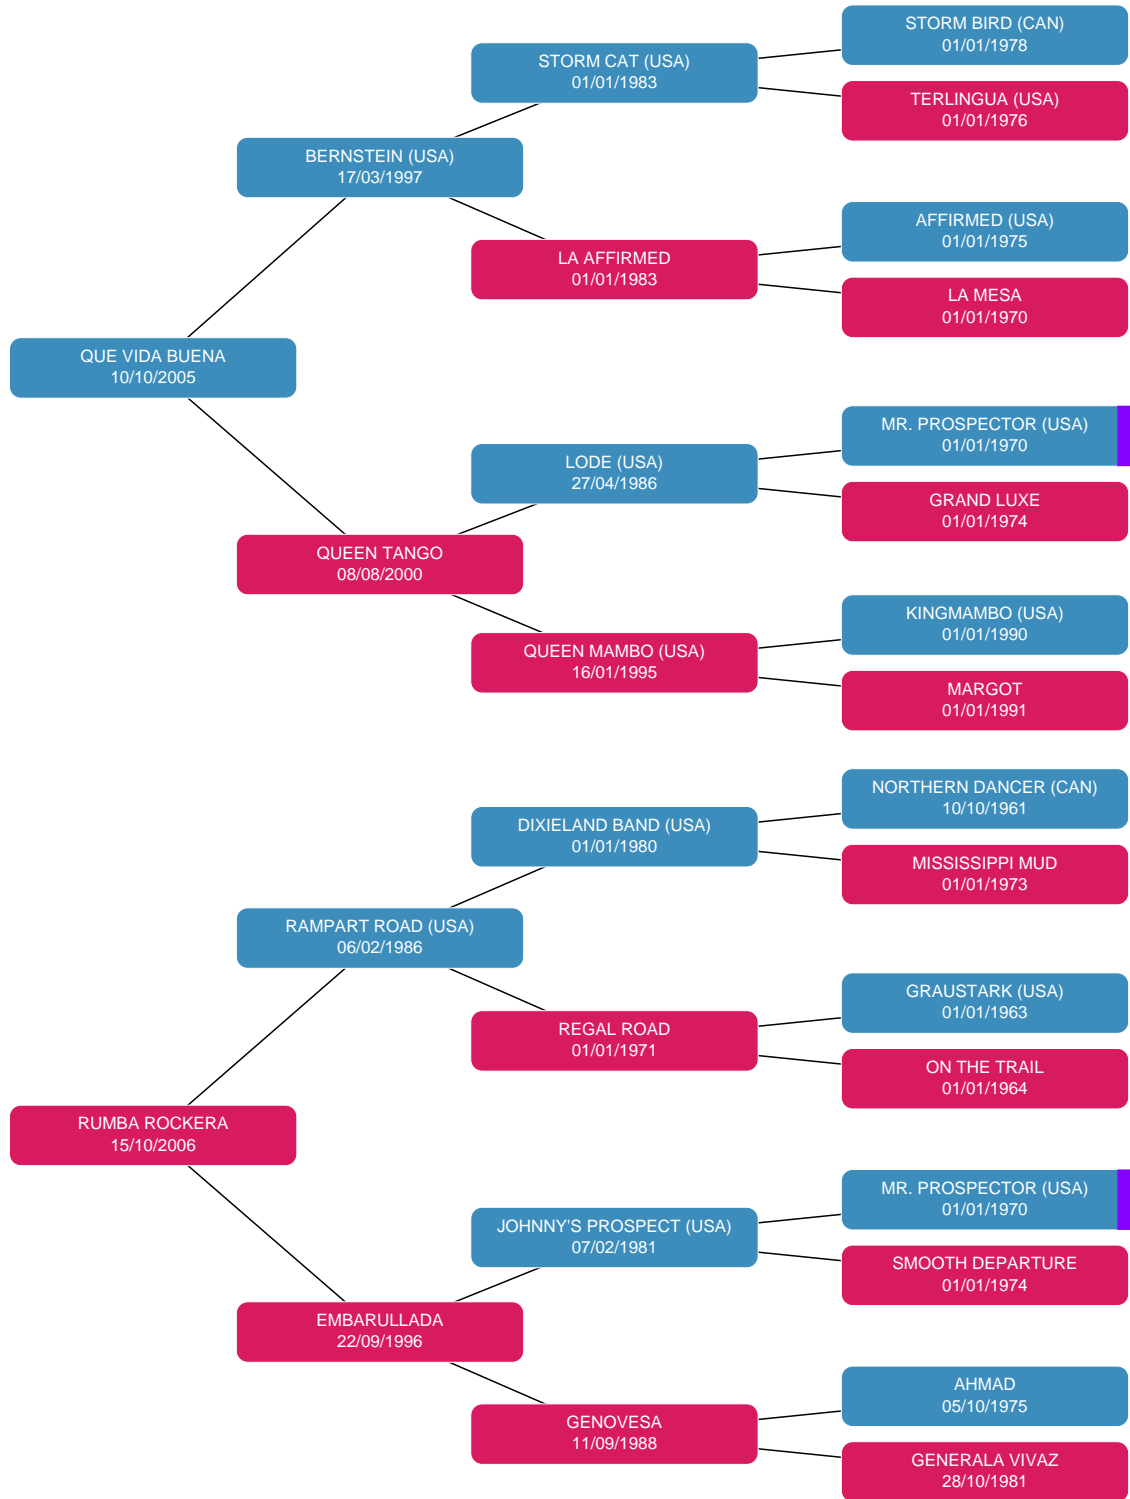 STORM BIRD (CAN)
01/01/1978
STORM CAT (USA)
01/01/1983
TERLINGUA (USA)
01/01/1976
BERNSTEIN (USA)
17/03/1997
AFFIRMED (USA)
01/01/1975
LA AFFIRMED
01/01/1983
LA MESA
01/01/1970
QUE VIDA BUENA
10/10/2005
MR. PROSPECTOR (USA)
01/01/1970
LODE (USA)
27/04/1986
GRAND LUXE
01/01/1974
QUEEN TANGO
08/08/2000
KINGMAMBO (USA)
01/01/1990
QUEEN MAMBO (USA)
16/01/1995
MARGOT
01/01/1991
NORTHERN DANCER (CAN)
10/10/1961
DIXIELAND BAND (USA)
01/01/1980
MISSISSIPPI MUD
01/01/1973
RAMPART ROAD (USA)
06/02/1986
GRAUSTARK (USA)
01/01/1963
REGAL ROAD
01/01/1971
ON THE TRAIL
01/01/1964
RUMBA ROCKERA
15/10/2006
MR. PROSPECTOR (USA)
01/01/1970
JOHNNY'S PROSPECT (USA)
07/02/1981
SMOOTH DEPARTURE
01/01/1974
EMBARULLADA
22/09/1996
AHMAD
05/10/1975
GENOVESA
11/09/1988
GENERALA VIVAZ
28/10/1981